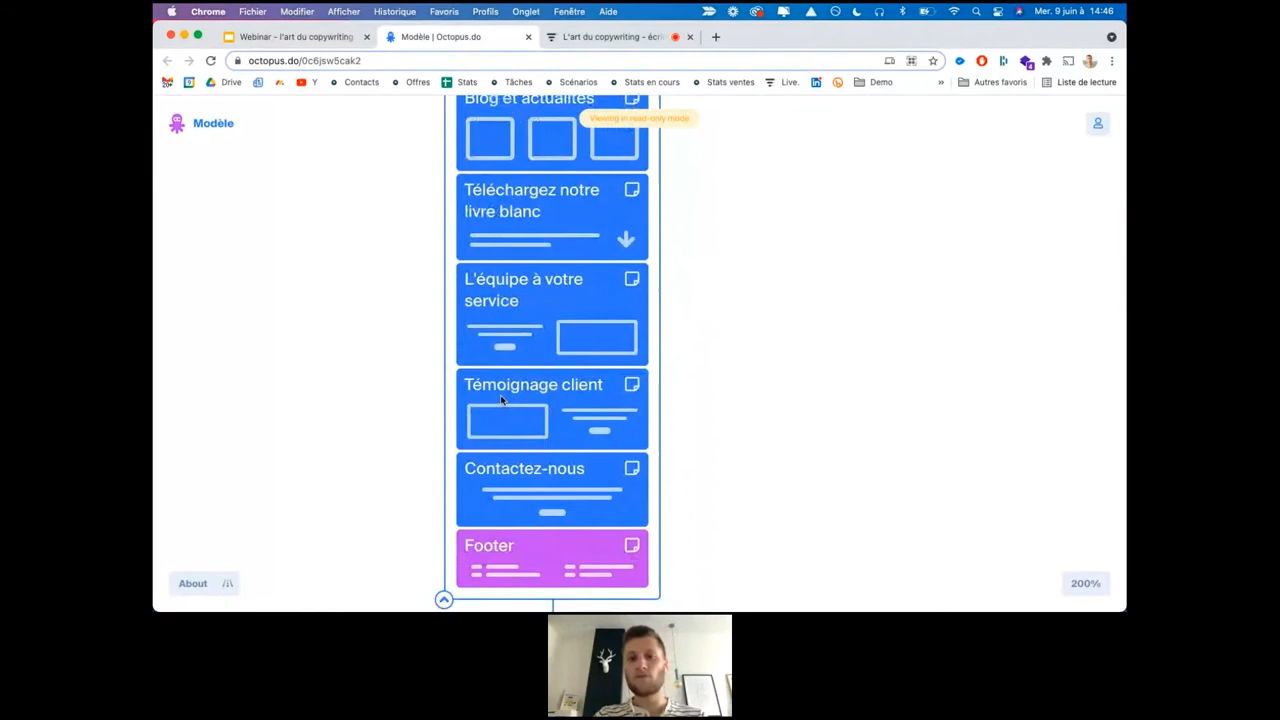 Chrome Fichier Modifier Afficher Historique Favoris Profils Onglet Fenêtre Aide Mer. 9 juin à 14:46
Webinar - l'art du copywriting Modèle | Octopus.do L'art du copywriting - écri
octopus.do/0c6jsw5cak2
Drive Y Contacts Offres Stats Tâches Scénarios Stats en cours Stats ventes Live. Demo » Autres favoris Liste de lecture
Modèle
Blog et actualités
Viewing in read-only mode
Téléchargez notre
livre blanc
L'équipe à votre
service
Témoignage client
Contactez-nous
Footer
About
200%